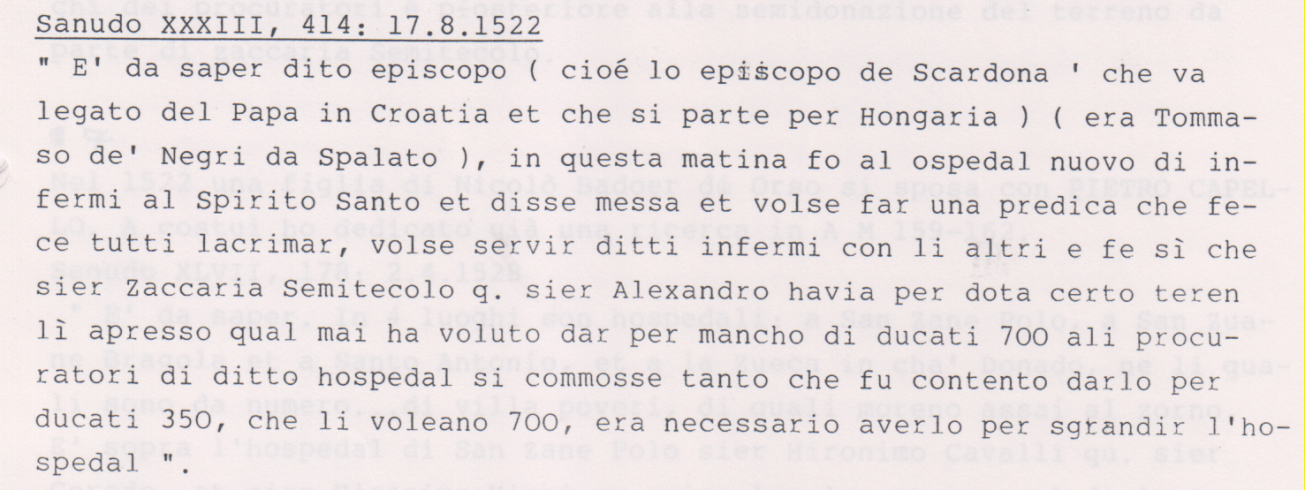 Sanudo XXXIII, 414: 17.8.1522
" E' da saper dito episcopo ( cioé lo episcopo de Scardona ' che va
legato del Papa in Croatia et che si parte per Hongaria ) ( era Tomma-
so de' Negri da Spalato ), in questa matina fo al ospedal nuovo di in-
fermi al Spirito Santo et disse messa et volse far una predica che fe-
ce tutti lacrimar, volse servir ditti infermi con li altri e fe sì che
sier Zaccaria Semitecolo q. sier Alexandro havia per dota certo teren
lì apresso qual mai ha voluto dar per mancho di ducati 700 ali procu-
ratori di ditto hospedal si commosse tanto che fu contento darlo per
ducati 350, che li voleano 700, era necessario averlo per sgrandir l'ho-
spedal ".